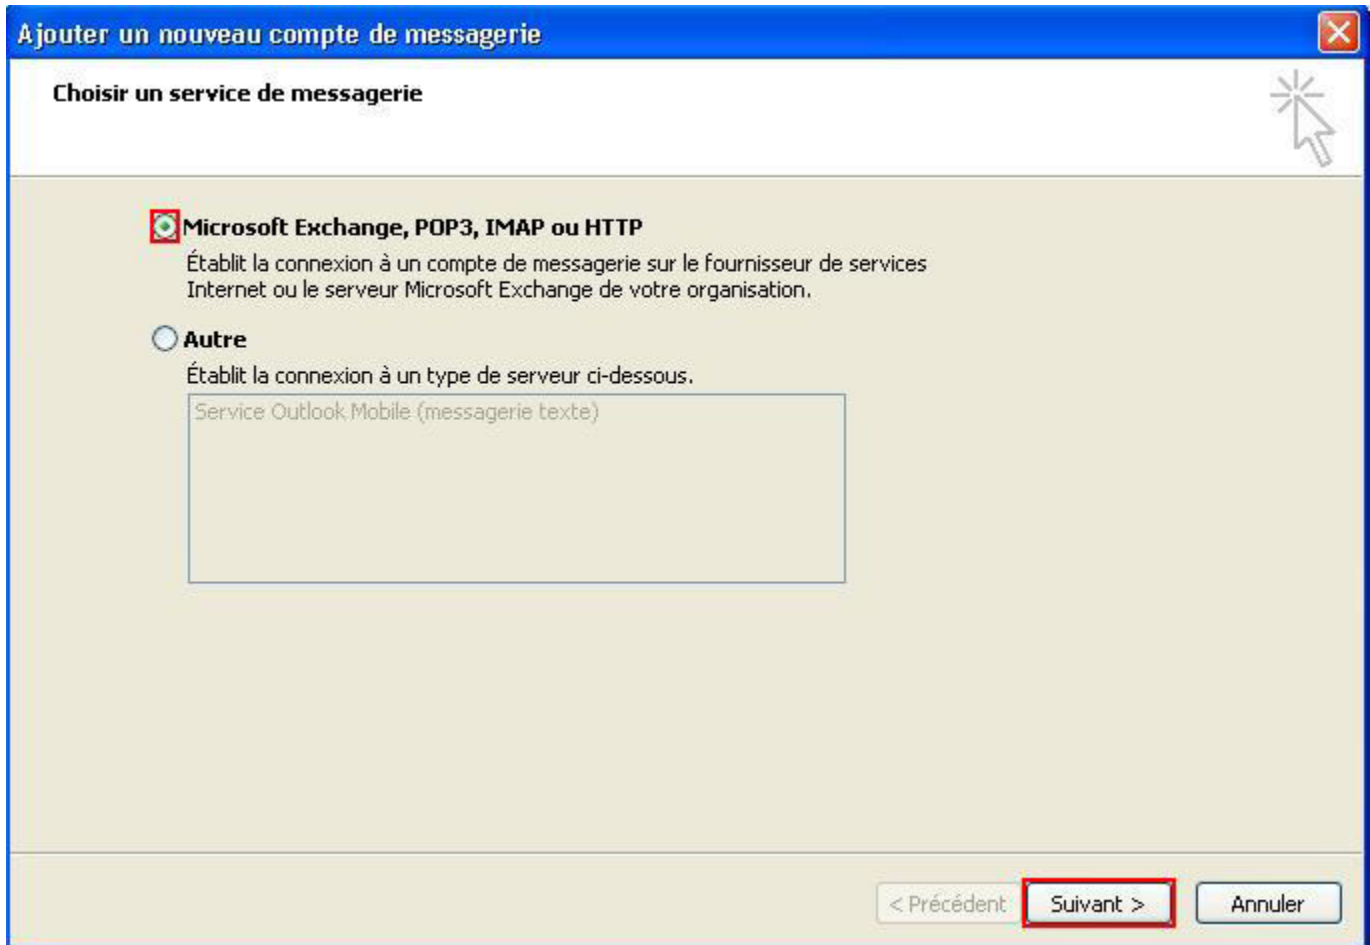 Ajouter un nouveau compte de messagerie
Choisir un service de messagerie
Microsoft Exchange, POP3, IMAP ou HTTP
Établit la connexion à un compte de messagerie sur le fournisseur de services
Internet ou le serveur Microsoft Exchange de votre organisation.
Autre
Établit la connexion à un type de serveur ci-dessous.
Service Outlook Mobile (messagerie texte)
< Précédent Suivant > Annuler